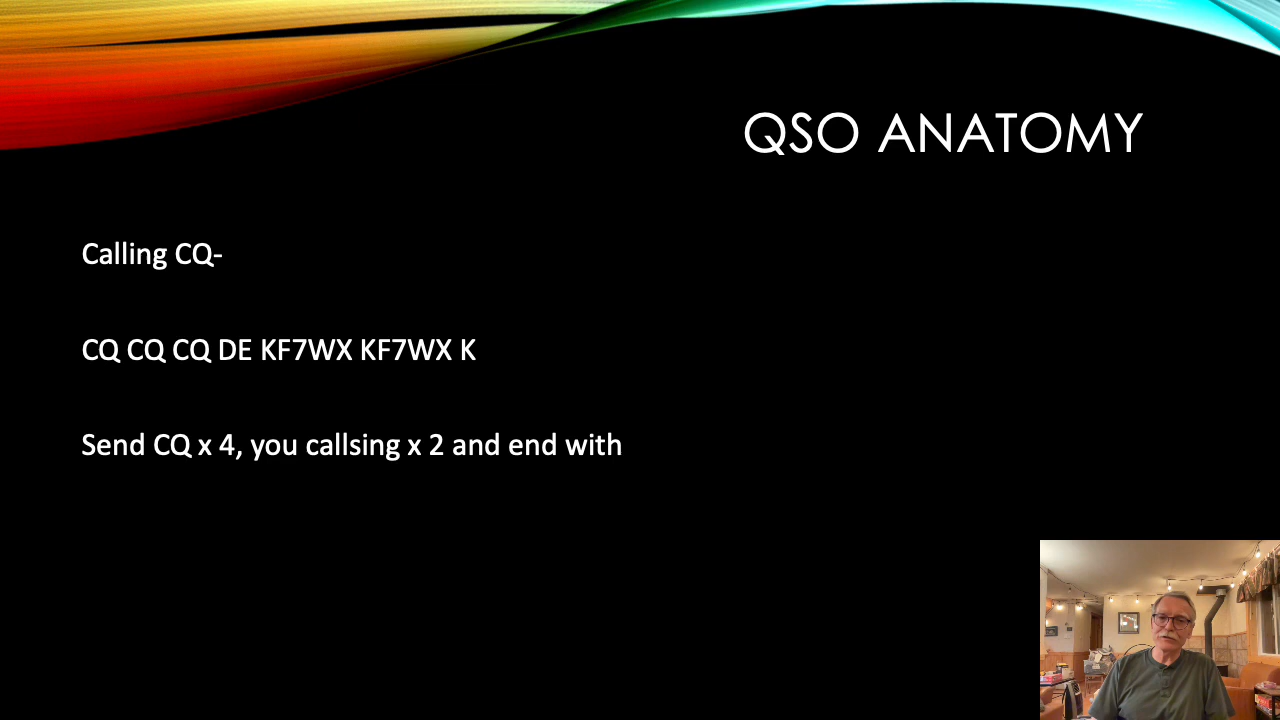 QSO ANATOMY
Calling CQ-
CQ CQ CQ DE KF7WX KF7WX K
Send CQ x 4, you callsing x 2 and end with